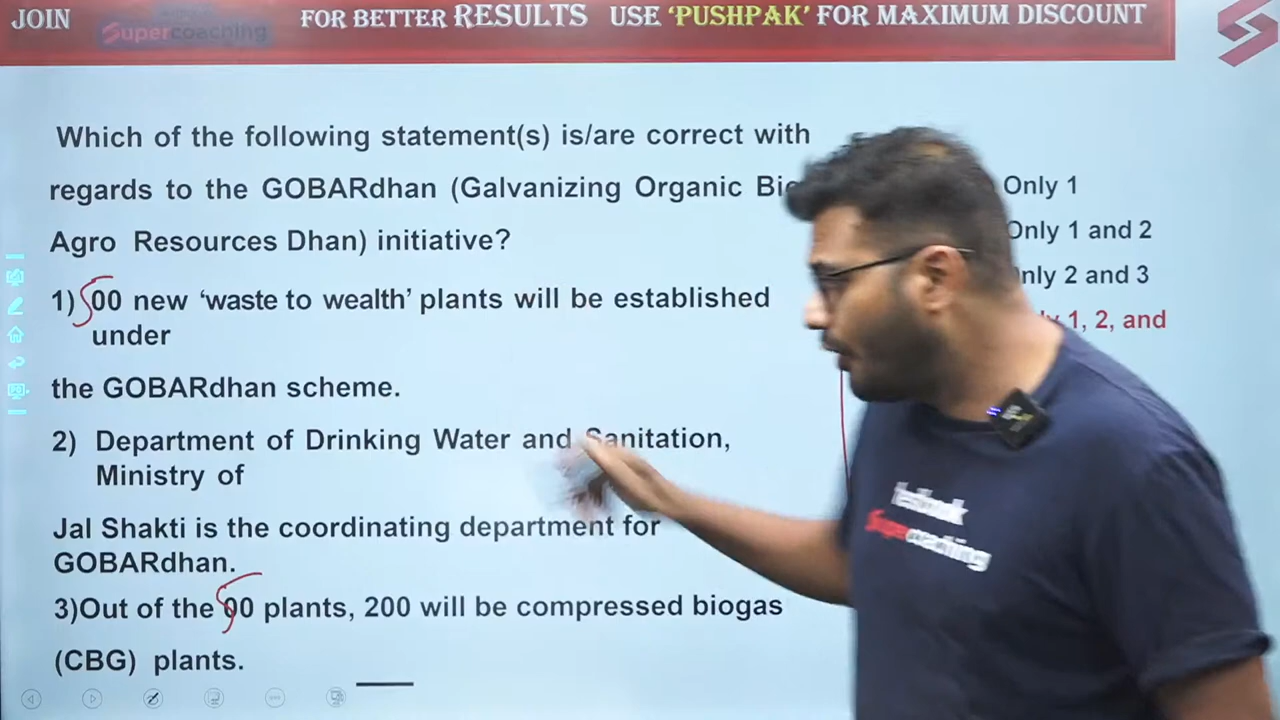 JOIN Supercoaching FOR BETTER RESULTS USE ‘PUSHPAK’ FOR MAXIMUM DISCOUNT
Which of the following statement(s) is/are correct with
regards to the GOBARdhan (Galvanizing Organic
Agro Resources Dhan) initiative?
1) 500 new ‘waste to wealth’ plants will be established
under
the GOBARdhan scheme.
2) Department of Drinking Water and Sanitation,
Ministry of
Jal Shakti is the coordinating department for
GOBARdhan.
3)Out of the 500 plants, 200 will be compressed biogas
(CBG) plants.
Only 1
Only 1 and 2
Only 2 and 3
1, 2, and
testbook
Supercoaching